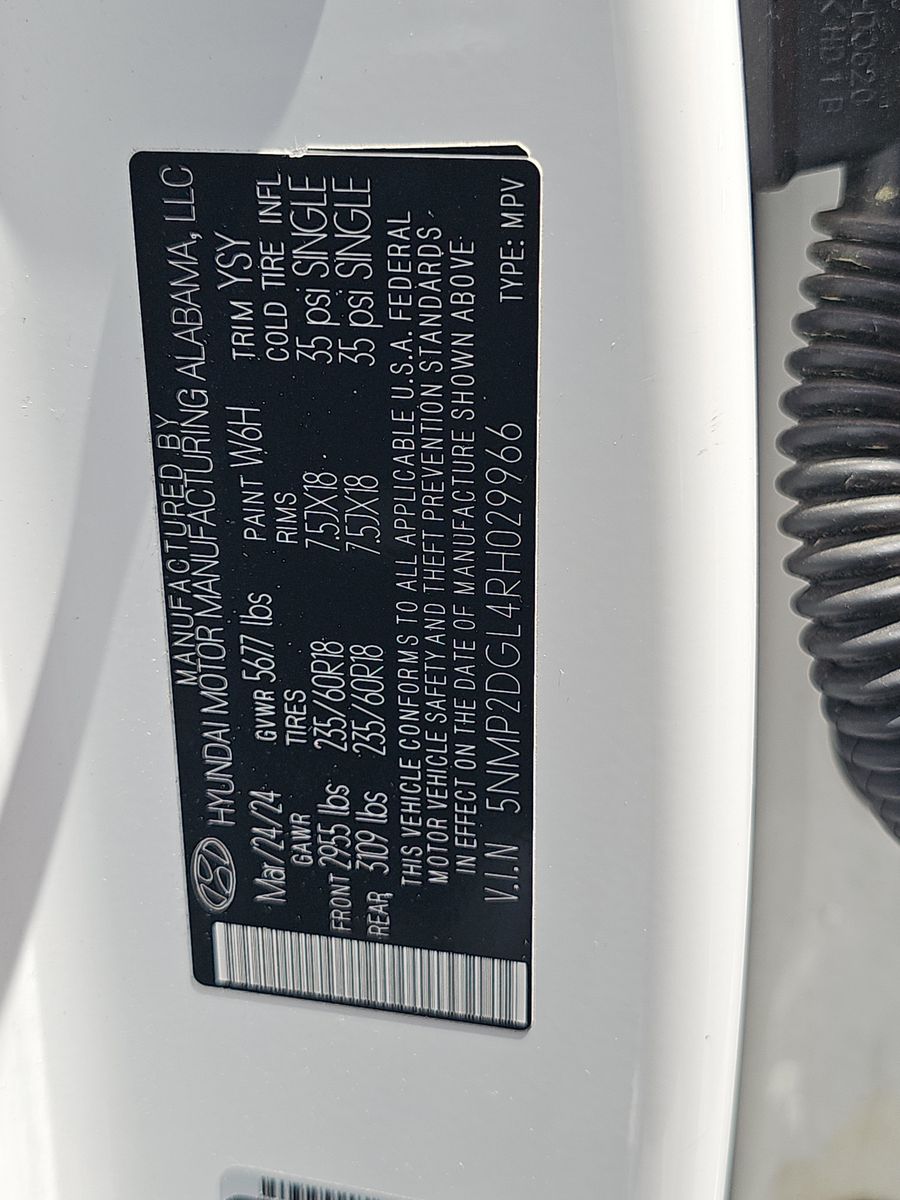 MANUFACTURED BY
HYUNDAI MOTOR MANUFACTURING ALABAMA, LLC
Mar/24/24 GVWR 5677 lbs PAINT W6H TRIM YSY
GAWR TIRES RIMS COLD TIRE INFL
FRONT 2955 lbs 235/60R18 7.5JX18 35 psi SINGLE
REAR 3109 lbs 235/60R18 7.5JX18 35 psi SINGLE
THIS VEHICLE CONFORMS TO ALL APPLICABLE U.S.A. FEDERAL
MOTOR VEHICLE SAFETY AND THEFT PREVENTION STANDARDS
IN EFFECT ON THE DATE OF MANUFACTURE SHOWN ABOVE
V.I.N 5NMP2DGL4RH029966 TYPE: MPV